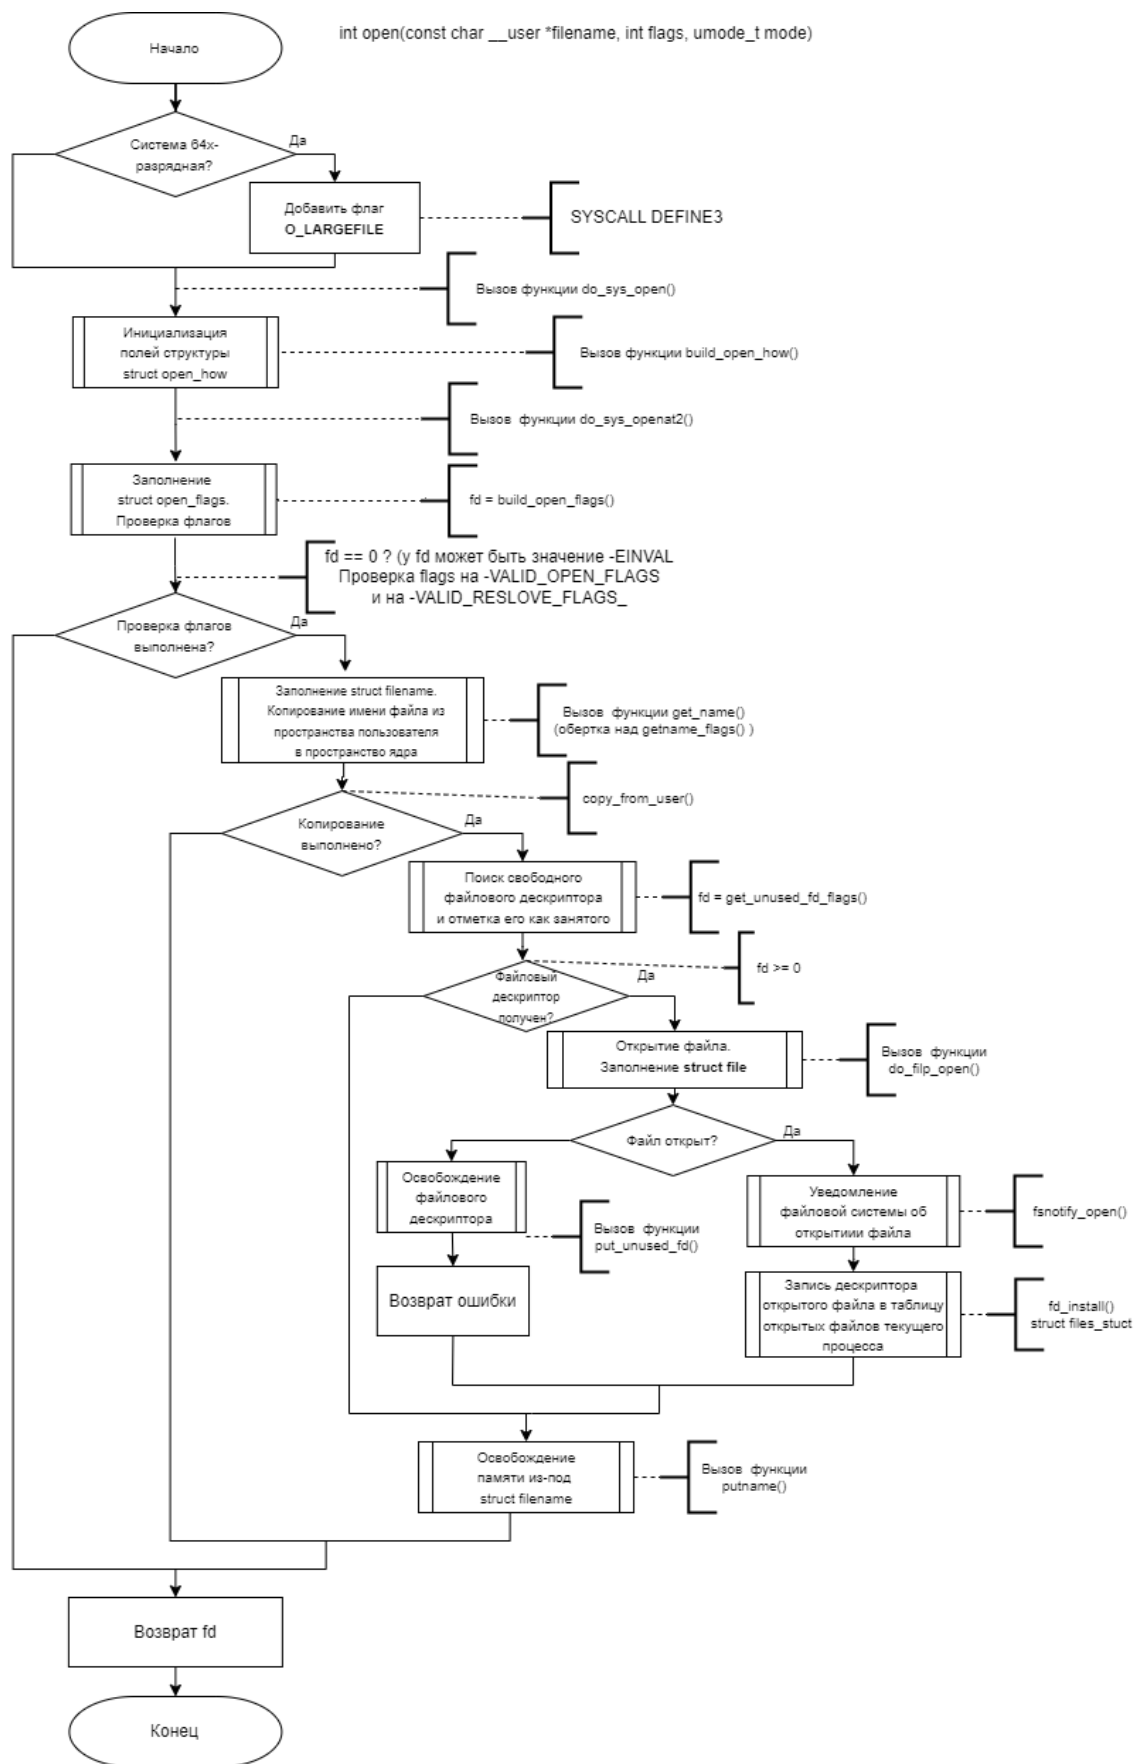 int open(const char __user *filename, int flags, umode_t mode)
Начало
Система 64х-
разрядная?
Да
Добавить флаг
O_LARGEFILE
SYSCALL DEFINE3
Вызов функции do_sys_open()
Инициализация
полей структуры
struct open_how
Вызов функции build_open_how()
Вызов функции do_sys_openat2()
Заполнение
struct open_flags.
Проверка флагов
fd = build_open_flags()
fd == 0 ? (у fd может быть значение -EINVAL
Проверка flags на -VALID_OPEN_FLAGS
и на -VALID_RESLOVE_FLAGS_
Проверка флагов
выполнена?
Да
Заполнение struct filename.
Копирование имени файла из
пространства пользователя
в пространство ядра
Вызов функции get_name()
(обертка над getname_flags() )
copy_from_user()
Копирование
выполнено?
Да
Поиск свободного
файлового дескриптора
и отметка его как занятого
fd = get_unused_fd_flags()
fd >= 0
Файловый
дескриптор
получен?
Да
Открытие файла.
Заполнение struct file
Вызов функции
do_filp_open()
Файл открыт?
Да
Освобождение
файлового
дескриптора
Вызов функции
put_unused_fd()
Уведомление
файловой системы об
открытиии файла
fsnotify_open()
Возврат ошибки
Запись дескриптора
открытого файла в таблицу
открытых файлов текущего
процесса
fd_install()
struct files_stuct
Освобождение
памяти из-под
struct filename
Вызов функции
putname()
Возврат fd
Конец